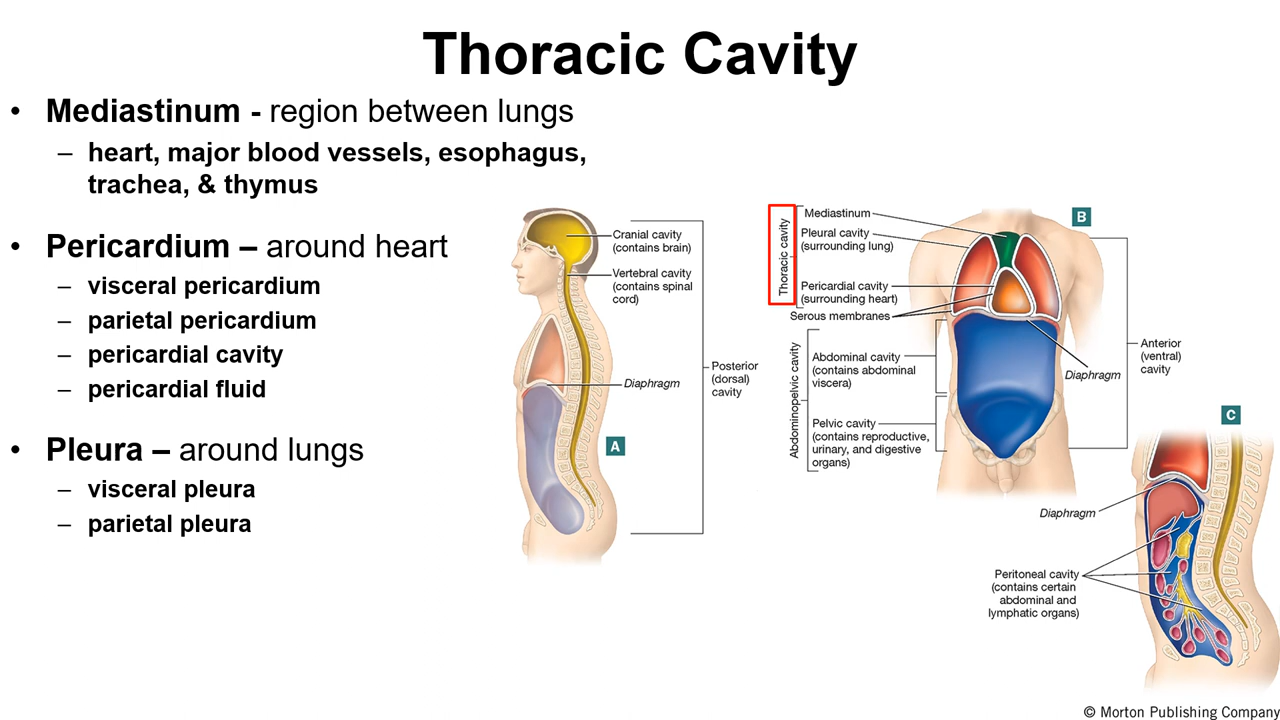 Thoracic Cavity
• Mediastinum - region between lungs
– heart, major blood vessels, esophagus,
trachea, & thymus
• Pericardium – around heart
– visceral pericardium
– parietal pericardium
– pericardial cavity
– pericardial fluid
• Pleura – around lungs
– visceral pleura
– parietal pleura
Cranial cavity
(contains brain)
Vertebral cavity
(contains spinal
cord)
Diaphragm
Posterior
(dorsal)
cavity
A
Thoracic cavity
Mediastinum
Pleural cavity
(surrounding lung)
Pericardial cavity
(surrounding heart)
Serous membranes
Abdominopelvic cavity
Abdominal cavity
(contains abdominal
viscera)
Pelvic cavity
(contains reproductive,
urinary, and digestive
organs)
B
Diaphragm
Anterior
(ventral)
cavity
C
Diaphragm
Peritoneal cavity
(contains certain
abdominal and
lymphatic organs)
© Morton Publishing Company